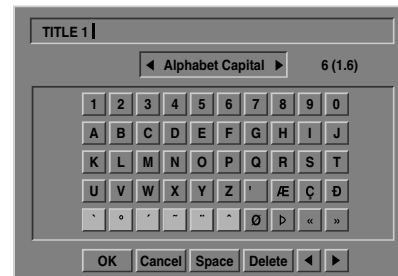 TITLE 1
◀ Alphabet Capital ▶ 6 (1.6)
1 2 3 4 5 6 7 8 9 0
A B C D E F G H I J
K L M N O P Q R S T
U V W X Y Z ' Æ Ç Ð
` ° ´ ~ ¨ ^ Ø Þ « »
OK Cancel Space Delete ◀ ▶